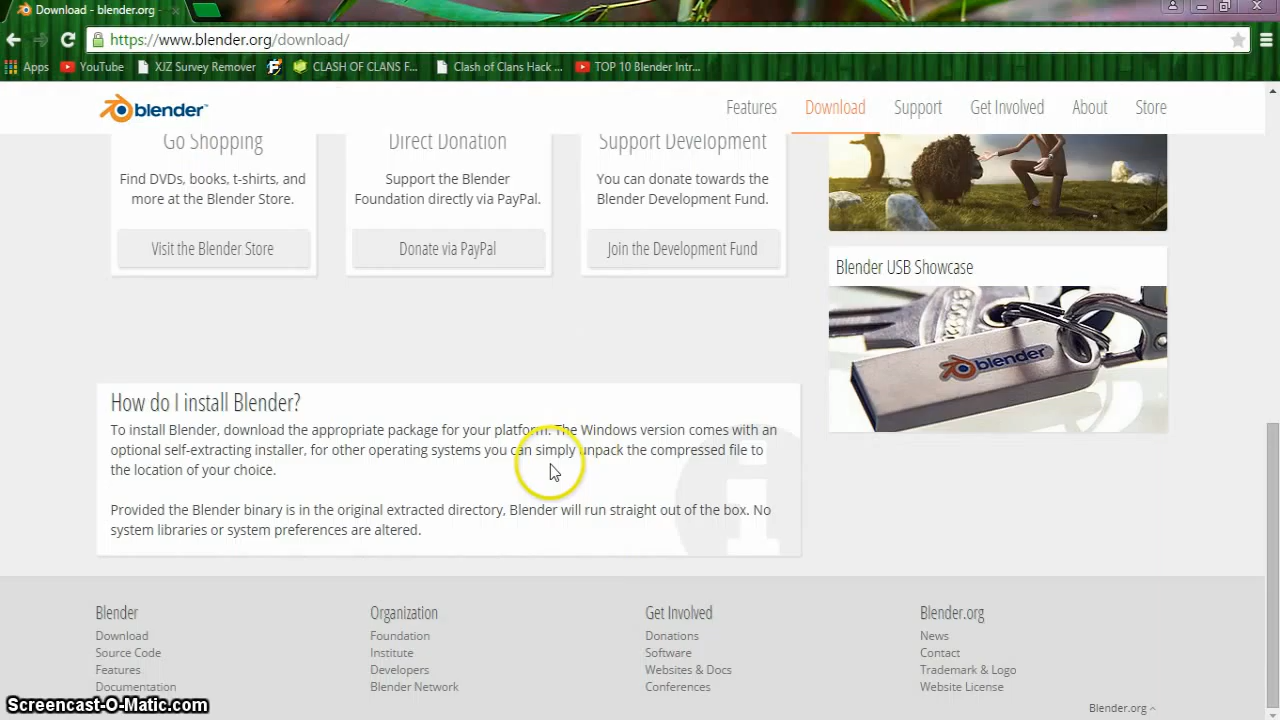 Download - blender.org -
https://www.blender.org/download/
Apps YouTube XJZ Survey Remover CLASH OF CLANS F... Clash of Clans Hack ... TOP 10 Blender Intr...
blender Features Download Support Get Involved About Store
Go Shopping Direct Donation Support Development
Find DVDs, books, t-shirts, and Support the Blender You can donate towards the
more at the Blender Store. Foundation directly via PayPal. Blender Development Fund.
Visit the Blender Store Donate via PayPal Join the Development Fund
Blender USB Showcase
blender
How do I install Blender?
To install Blender, download the appropriate package for your platform. The Windows version comes with an
optional self-extracting installer, for other operating systems you can simply unpack the compressed file to
the location of your choice.
Provided the Blender binary is in the original extracted directory, Blender will run straight out of the box. No
system libraries or system preferences are altered.
Blender Organization Get Involved Blender.org
Download Foundation Donations News
Source Code Institute Software Contact
Features Developers Websites & Docs Trademark & Logo
Documentation Blender Network Conferences Website License
Screencast-O-Matic.com Blender.org